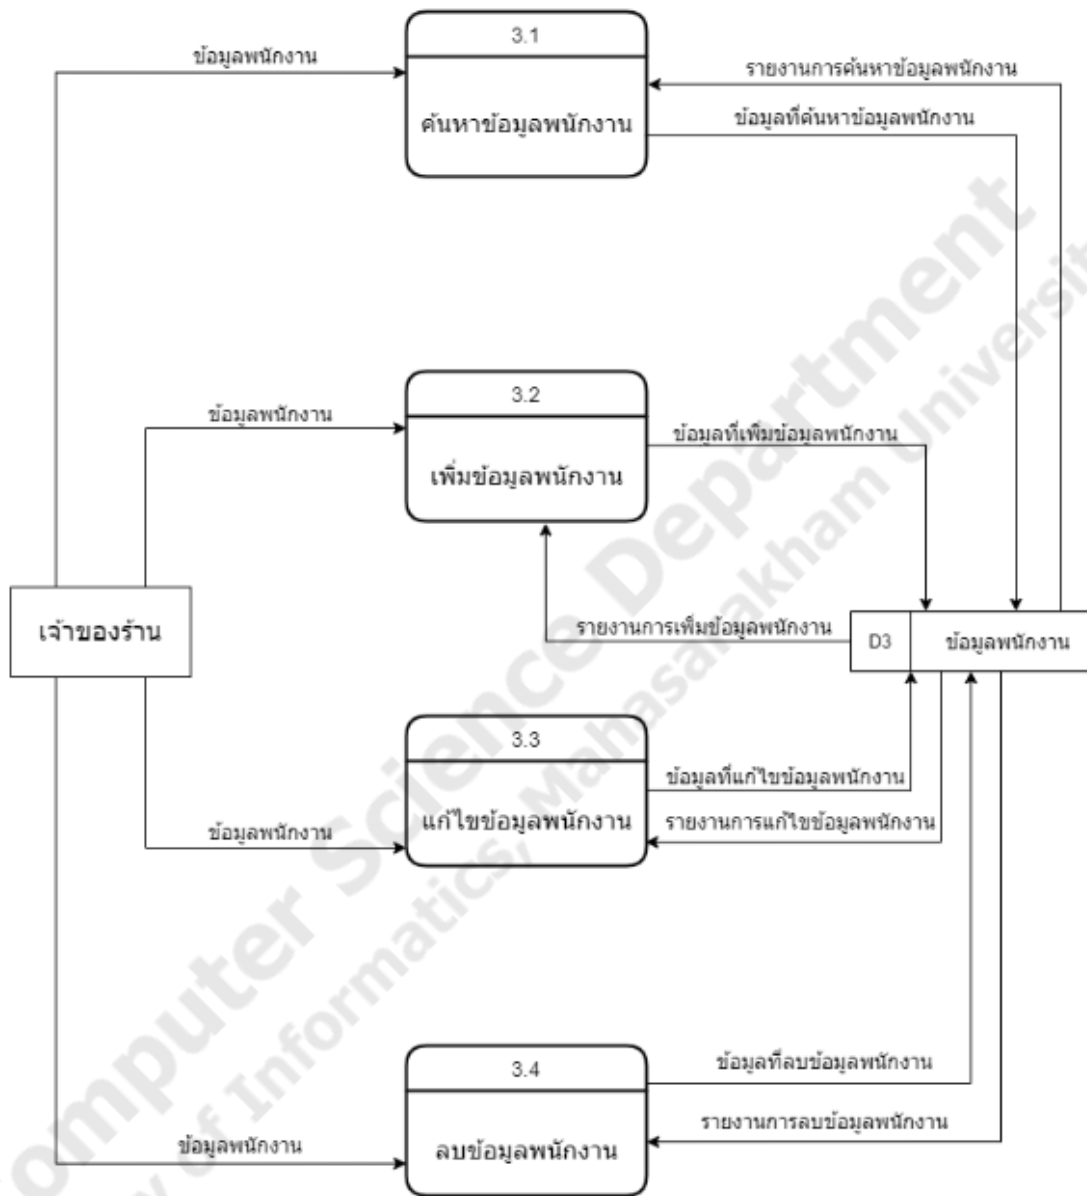 3.1
ข้อมูลพนักงาน
รายงานการค้นหาข้อมูลพนักงาน
ค้นหาข้อมูลพนักงาน
ข้อมูลที่ค้นหาข้อมูลพนักงาน
3.2
ข้อมูลพนักงาน
ข้อมูลที่เพิ่มข้อมูลพนักงาน
เพิ่มข้อมูลพนักงาน
เจ้าของร้าน
รายงานการเพิ่มข้อมูลพนักงาน
D3
ข้อมูลพนักงาน
3.3
ข้อมูลที่แก้ไขข้อมูลพนักงาน
ข้อมูลพนักงาน
แก้ไขข้อมูลพนักงาน
รายงานการแก้ไขข้อมูลพนักงาน
3.4
ข้อมูลที่ลบข้อมูลพนักงาน
ข้อมูลพนักงาน
ลบข้อมูลพนักงาน
รายงานการลบข้อมูลพนักงาน
omputer Science Department
y of Informatics, Mahasarakham Universit